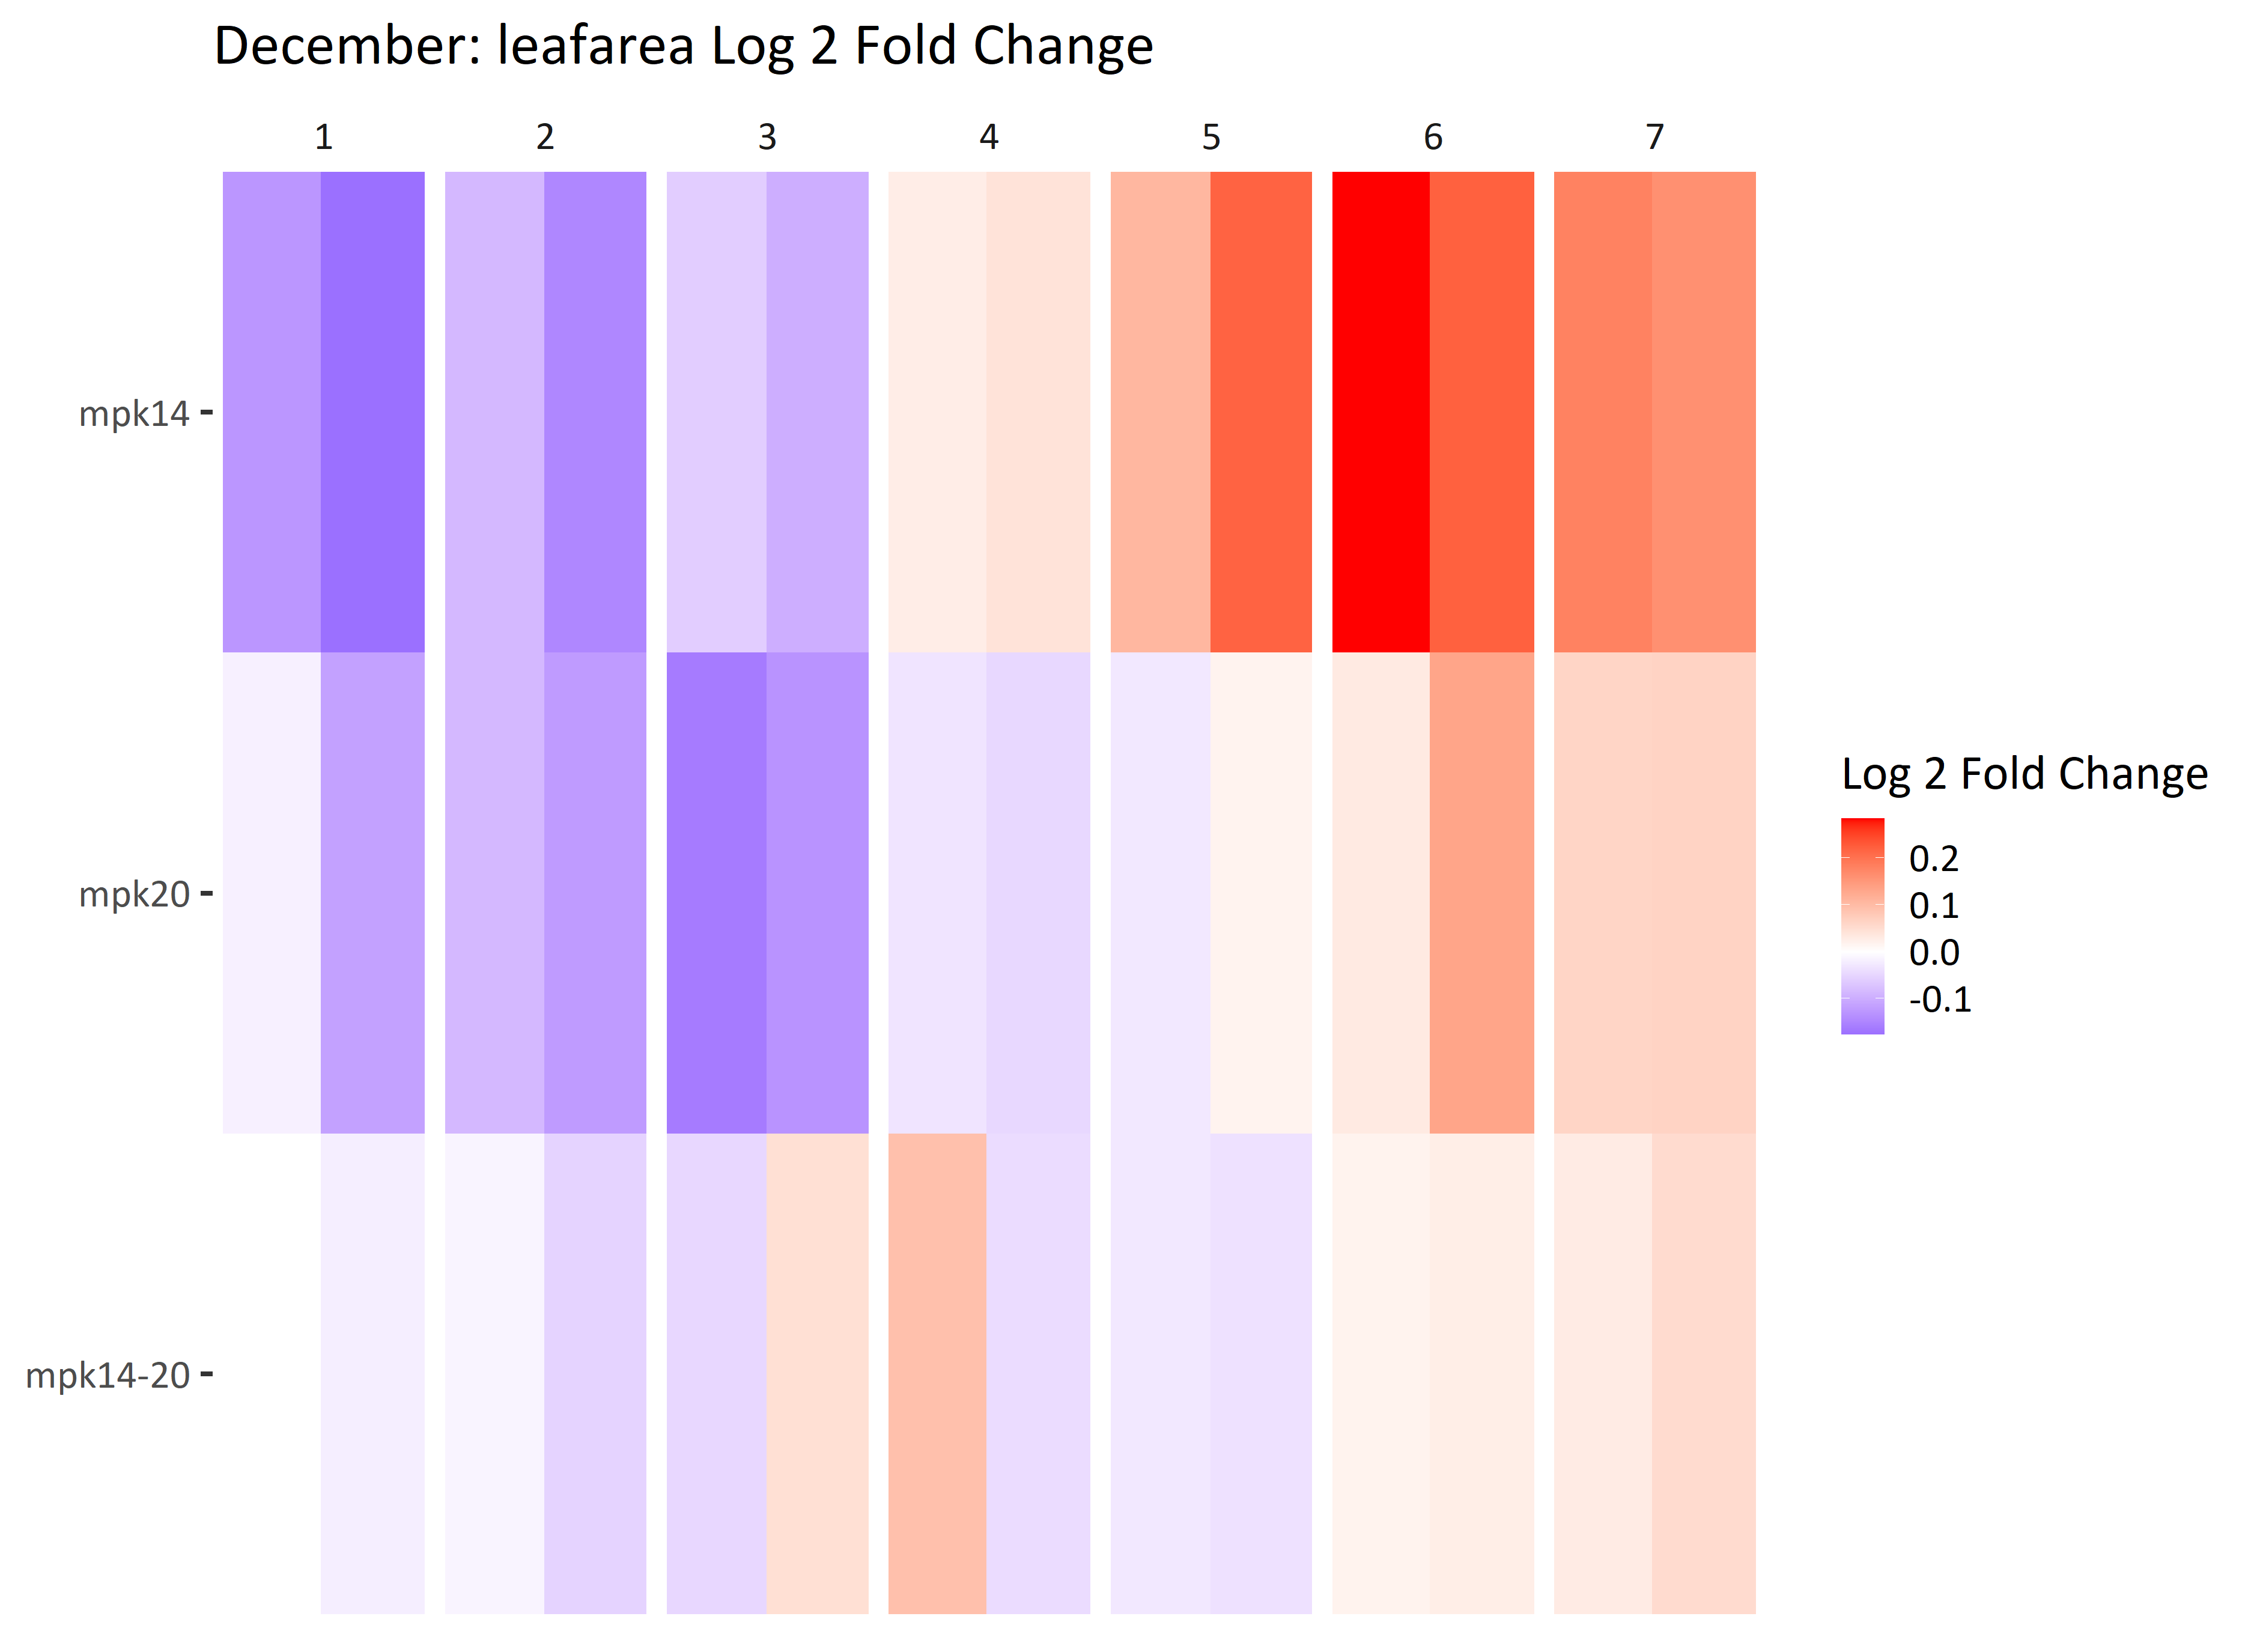 December: leafarea Log 2 Fold Change
1 2 3 4 5 6 7
mpk14
mpk20
mpk14-20
Log 2 Fold Change
0.2
0.1
0.0
-0.1